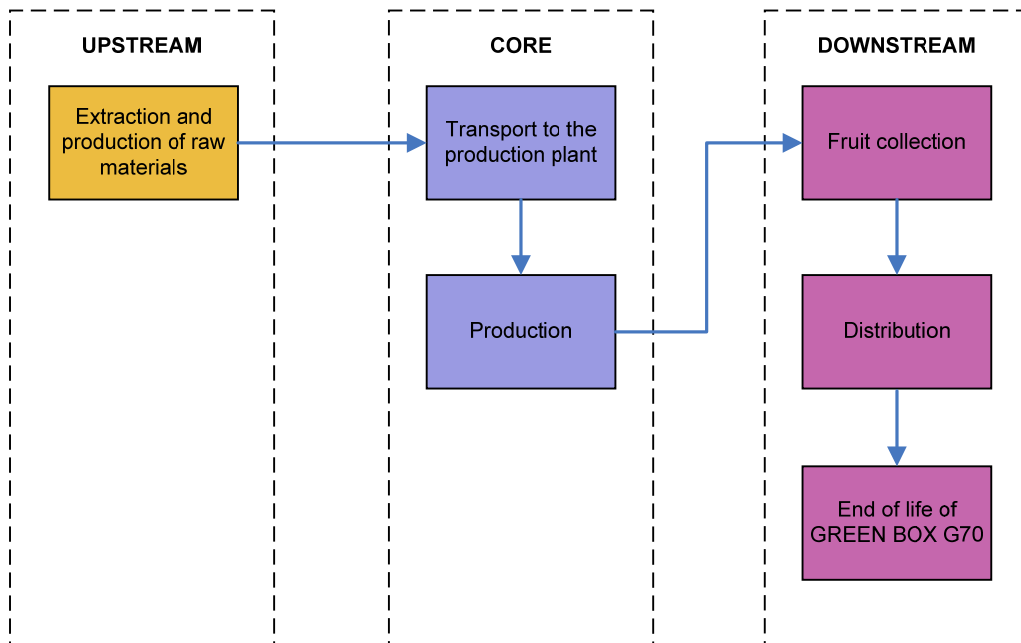 UPSTREAM
Extraction and
production of raw
materials
CORE
Transport to the
production plant
Production
DOWNSTREAM
Fruit collection
Distribution
End of life of
GREEN BOX G70